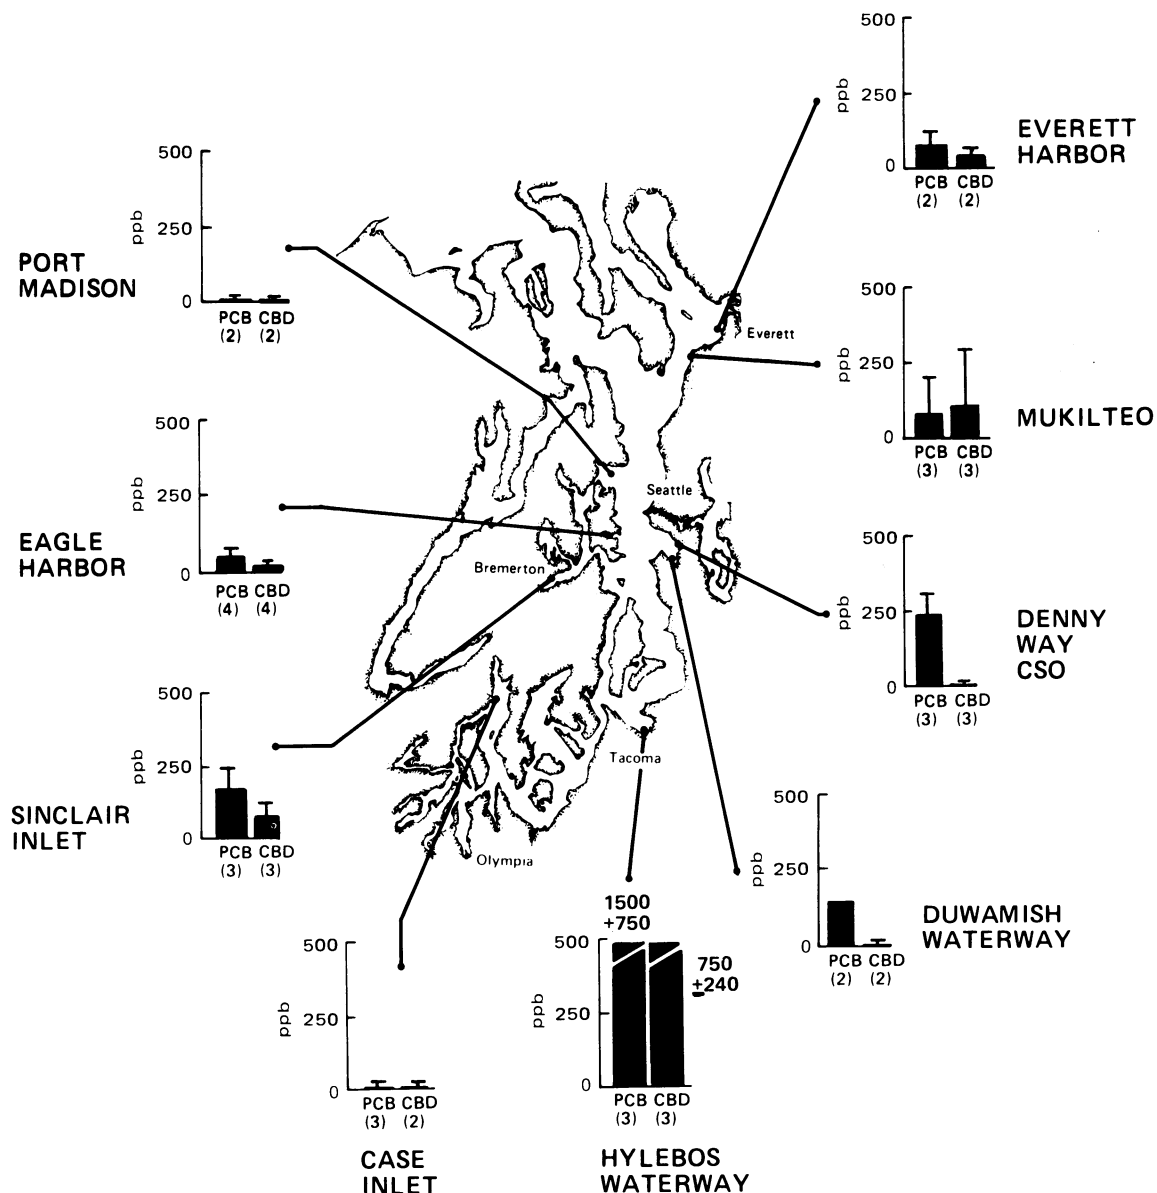 500
250
0
ppb
PCB CBD
(2) (2)
EVERETT
HARBOR
500
250
0
ppb
PCB CBD
(2) (2)
PORT
MADISON
Everett
500
250
0
ppb
PCB CBD
(3) (3)
MUKILTEO
500
250
0
ppb
PCB CBD
(4) (4)
EAGLE
HARBOR
Seattle
Bremerton
500
250
0
ppb
PCB CBD
(3) (3)
DENNY
WAY
CSO
500
250
0
ppb
PCB CBD
(3) (3)
SINCLAIR
INLET
Tacoma
Olympia
500
250
0
ppb
PCB CBD
(2) (2)
DUWAMISH
WATERWAY
500
250
0
ppb
PCB CBD
(3) (2)
CASE
INLET
1500
+750
750
±240
500
250
0
ppb
PCB CBD
(3) (3)
HYLEBOS
WATERWAY